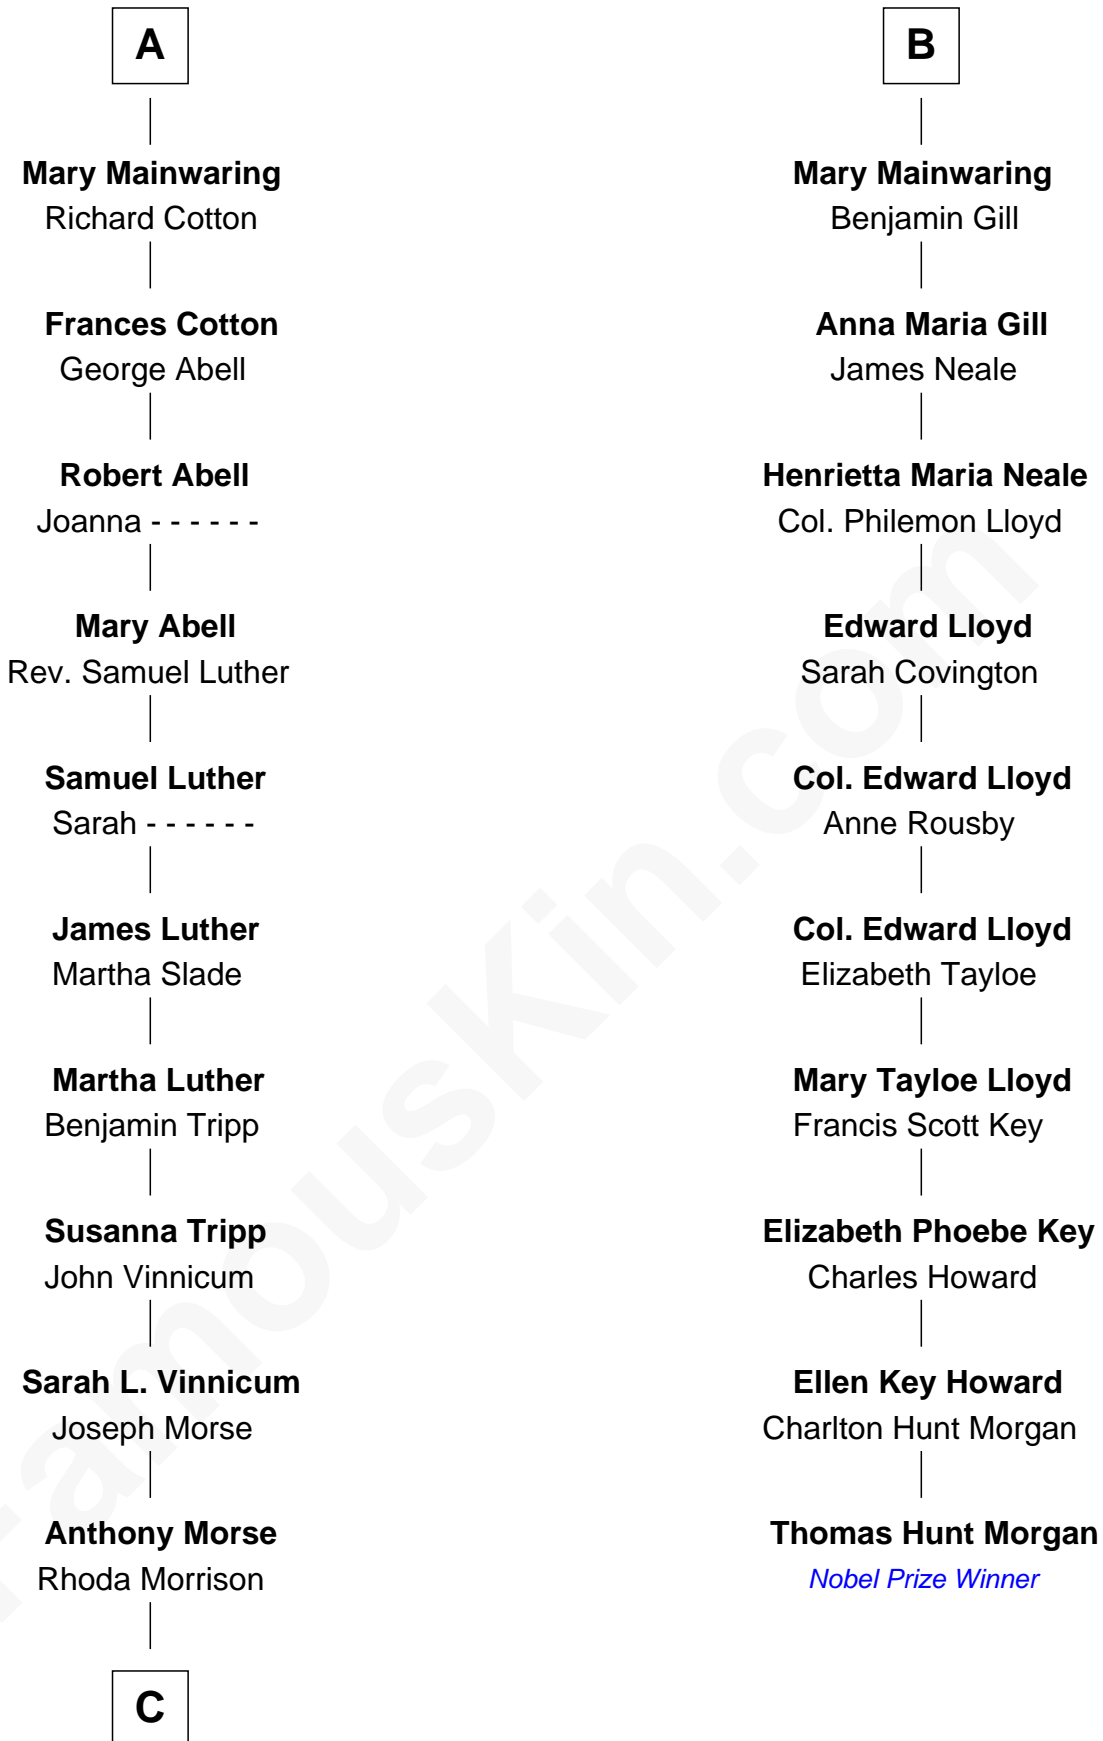 A
Mary Mainwaring
Richard Cotton
Frances Cotton
George Abell
Robert Abell
Joanna - - - - - -
Mary Abell
Rev. Samuel Luther
Samuel Luther
Sarah - - - - - -
James Luther
Martha Slade
Martha Luther
Benjamin Tripp
Susanna Tripp
John Vinnicum
Sarah L. Vinnicum
Joseph Morse
Anthony Morse
Rhoda Morrison
C
B
Mary Mainwaring
Benjamin Gill
Anna Maria Gill
James Neale
Henrietta Maria Neale
Col. Philemon Lloyd
Edward Lloyd
Sarah Covington
Col. Edward Lloyd
Anne Rousby
Col. Edward Lloyd
Elizabeth Tayloe
Mary Tayloe Lloyd
Francis Scott Key
Elizabeth Phoebe Key
Charles Howard
Ellen Key Howard
Charlton Hunt Morgan
Thomas Hunt Morgan
Nobel Prize Winner
FamousKin.com